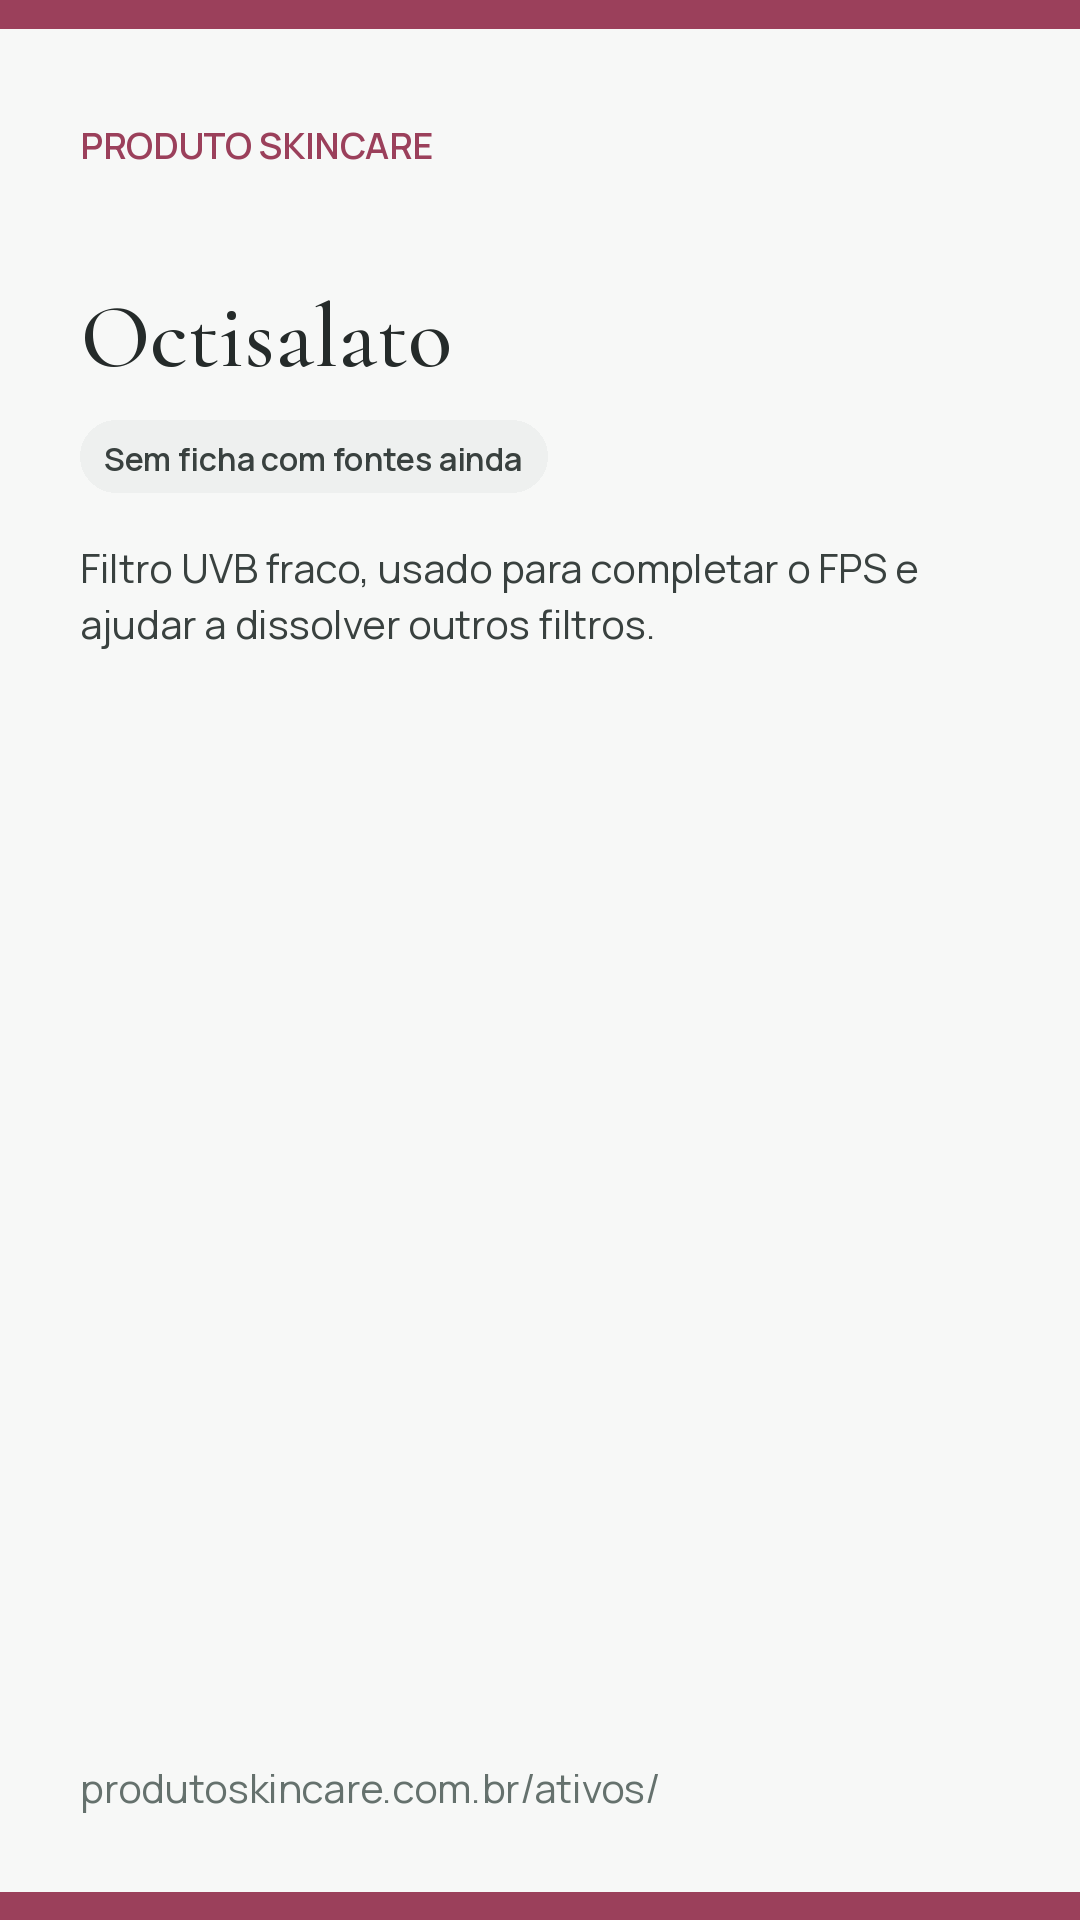 PRODUTO SKINCARE
Octisalato
Sem ficha com fontes ainda
Filtro UVB fraco, usado para completar o FPS e
ajudar a dissolver outros filtros.
produtoskincare.com.br/ativos/